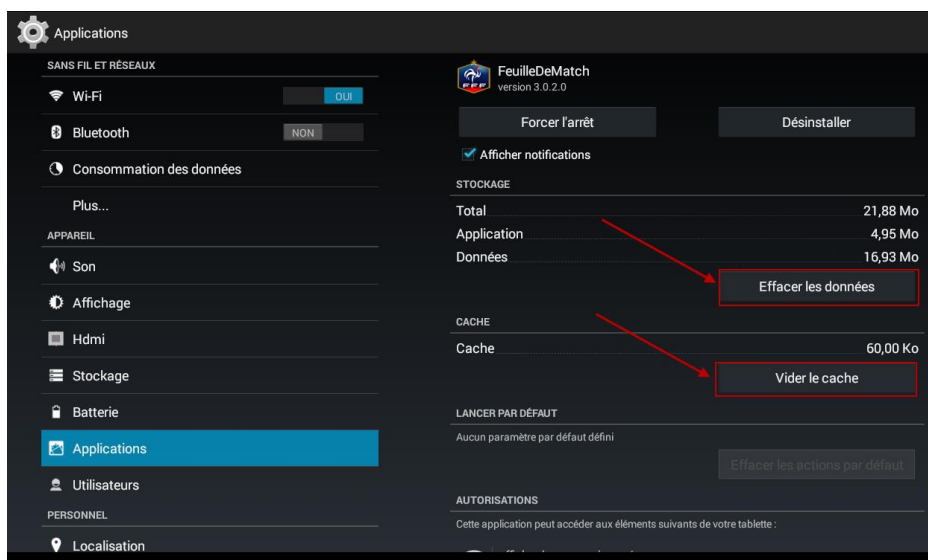 Applications
SANS FIL ET RÉSEAUX
Wi-Fi
OUI
Bluetooth
NON
Consommation des données
Plus...
APPAREIL
Son
Affichage
Hdmi
Stockage
Batterie
Applications
Utilisateurs
PERSONNEL
Localisation
FFF
FeuilleDeMatch
version 3.0.2.0
Forcer l'arrêt
Désinstaller
Afficher notifications
STOCKAGE
Total 21,88 Mo
Application 4,95 Mo
Données 16,93 Mo
Effacer les données
CACHE
Cache 60,00 Ko
Vider le cache
LANCER PAR DÉFAUT
Aucun paramètre par défaut défini
Effacer les actions par défaut
AUTORISATIONS
Cette application peut accéder aux éléments suivants de votre tablette :